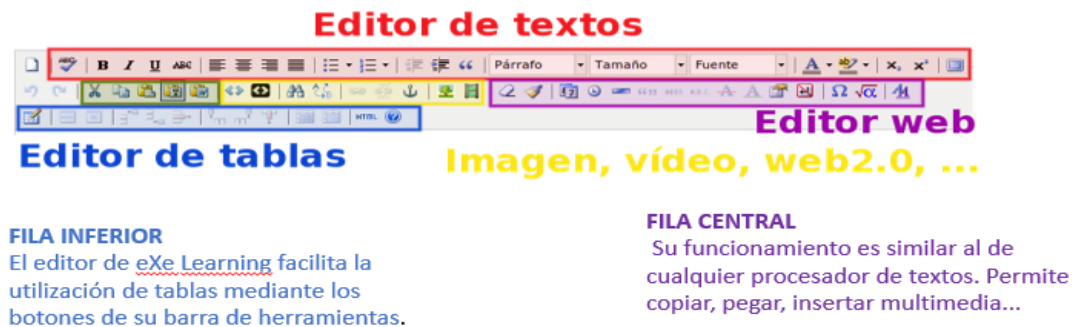 Editor de textos
B I U ABC Párrafo Tamaño Fuente A
HTML
Editor web
Editor de tablas
Imagen, vídeo, web2.0, ...
FILA INFERIOR
El editor de eXe Learning facilita la
utilización de tablas mediante los
botones de su barra de herramientas.
FILA CENTRAL
Su funcionamiento es similar al de
cualquier procesador de textos. Permite
copiar, pegar, insertar multimedia...